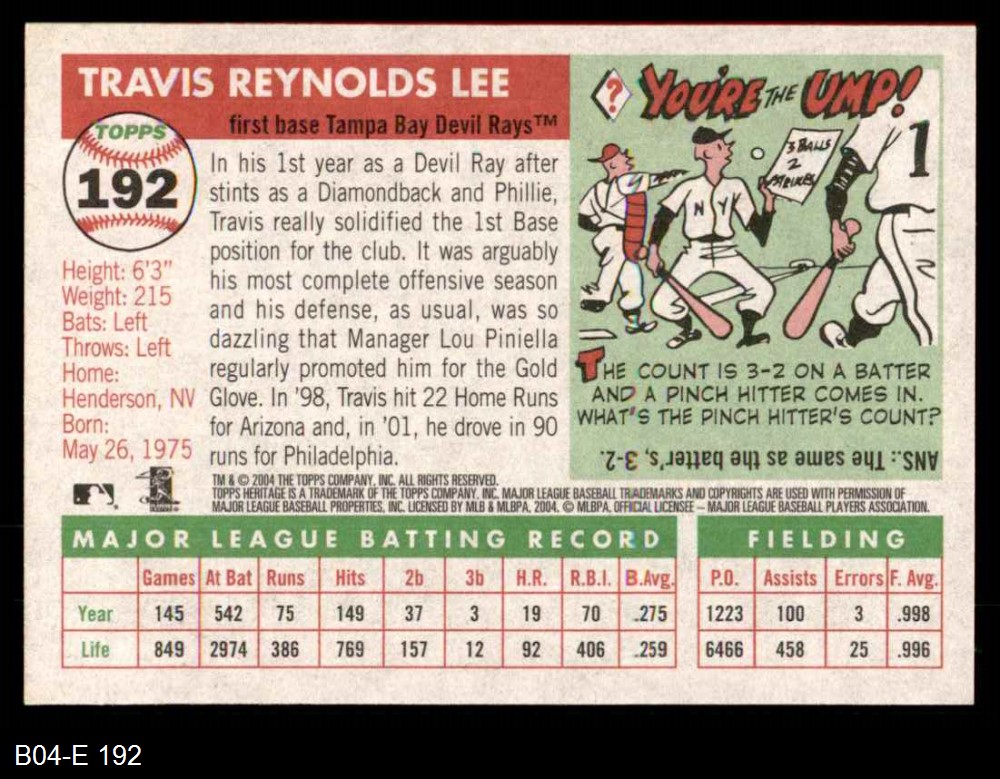 TRAVIS REYNOLDS LEE
first base Tampa Bay Devil Rays™
TOPPS
192
Height: 6'3"
Weight: 215
Bats: Left
Throws: Left
Home:
Henderson, NV
Born:
May 26, 1975
In his 1st year as a Devil Ray after
stints as a Diamondback and Phillie,
Travis really solidified the 1st Base
position for the club. It was arguably
his most complete offensive season
and his defense, as usual, was so
dazzling that Manager Lou Piniella
regularly promoted him for the Gold
Glove. In '98, Travis hit 22 Home Runs
for Arizona and, in '01, he drove in 90
runs for Philadelphia.
? YOU'RE THE UMP!
3 BALLS
2
STRIKES
1
N Y
THE COUNT IS 3-2 ON A BATTER
AND A PINCH HITTER COMES IN.
WHAT'S THE PINCH HITTER'S COUNT?
ANS.: The same as the batter's, 3-2.
TM & © 2004 THE TOPPS COMPANY, INC. ALL RIGHTS RESERVED.
TOPPS HERITAGE IS A TRADEMARK OF THE TOPPS COMPANY, INC. MAJOR LEAGUE BASEBALL TRADEMARKS AND COPYRIGHTS ARE USED WITH PERMISSION OF
MAJOR LEAGUE BASEBALL PROPERTIES, INC. LICENSED BY MLB & MLBPA. 2004. © MLBPA. OFFICIAL LICENSEE – MAJOR LEAGUE BASEBALL PLAYERS ASSOCIATION.
MAJOR LEAGUE BATTING RECORD
Games At Bat Runs Hits 2b 3b H.R. R.B.I. B.Avg.
Year 145 542 75 149 37 3 19 70 .275
Life 849 2974 386 769 157 12 92 406 .259
FIELDING
P.O. Assists Errors F. Avg.
1223 100 3 .998
6466 458 25 .996
B04-E 192